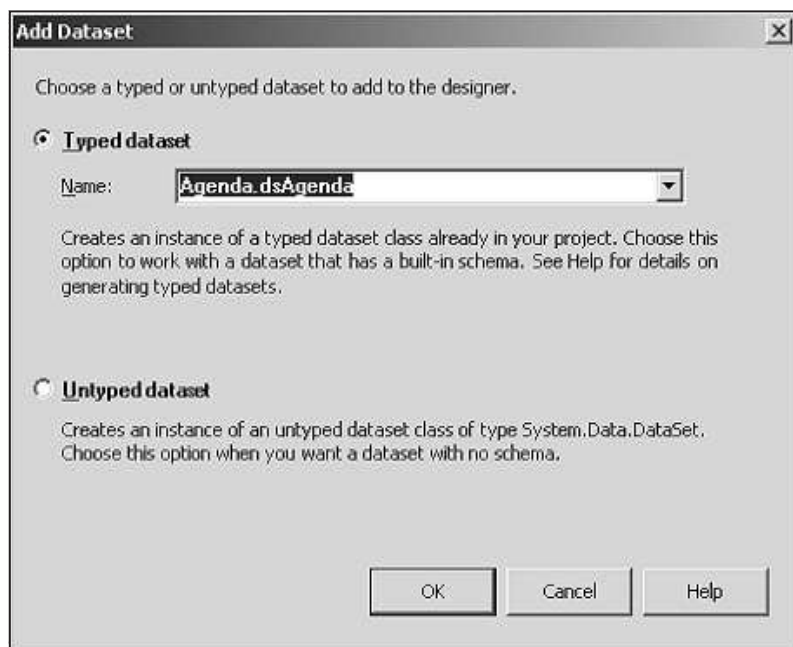 Add Dataset
Choose a typed or untyped dataset to add to the designer.
Typed dataset
Name: Agenda.dsAgenda
Creates an instance of a typed dataset class already in your project. Choose this
option to work with a dataset that has a built-in schema. See Help for details on
generating typed datasets.
Untyped dataset
Creates an instance of an untyped dataset class of type System.Data.DataSet.
Choose this option when you want a dataset with no schema.
OK Cancel Help